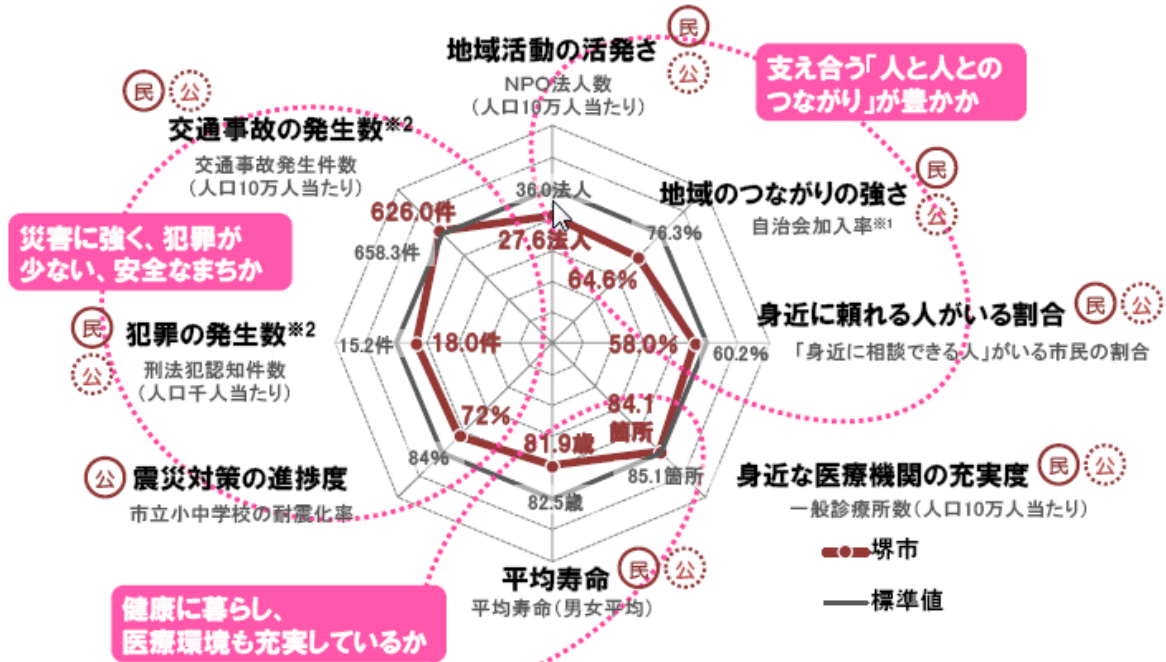 地域活動の活発さ
民
公
NPO法人数
(人口10万人当たり)
支え合う「人と人との
つながり」が豊かか
民 公
交通事故の発生数※2
交通事故発生件数
(人口10万人当たり)
36.0法人
地域のつながりの強さ
民
公
自治会加入率※1
626.0件
27.6法人
76.3%
災害に強く、犯罪が
少ない、安全なまちか
658.3件
64.6%
身近に頼れる人がいる割合
民 公
「身近に相談できる人」がいる市民の割合
民
公
犯罪の発生数※2
刑法犯認知件数
(人口千人当たり)
15.2件
18.0件
58.0%
60.2%
72%
81.9歳
84.1
箇所
公 震災対策の進捗度
市立小中学校の耐震化率
84%
82.5歳
85.1箇所
身近な医療機関の充実度
民 公
一般診療所数(人口10万人当たり)
堺市
標準値
平均寿命
民 公
平均寿命(男女平均)
健康に暮らし、
医療環境も充実しているか